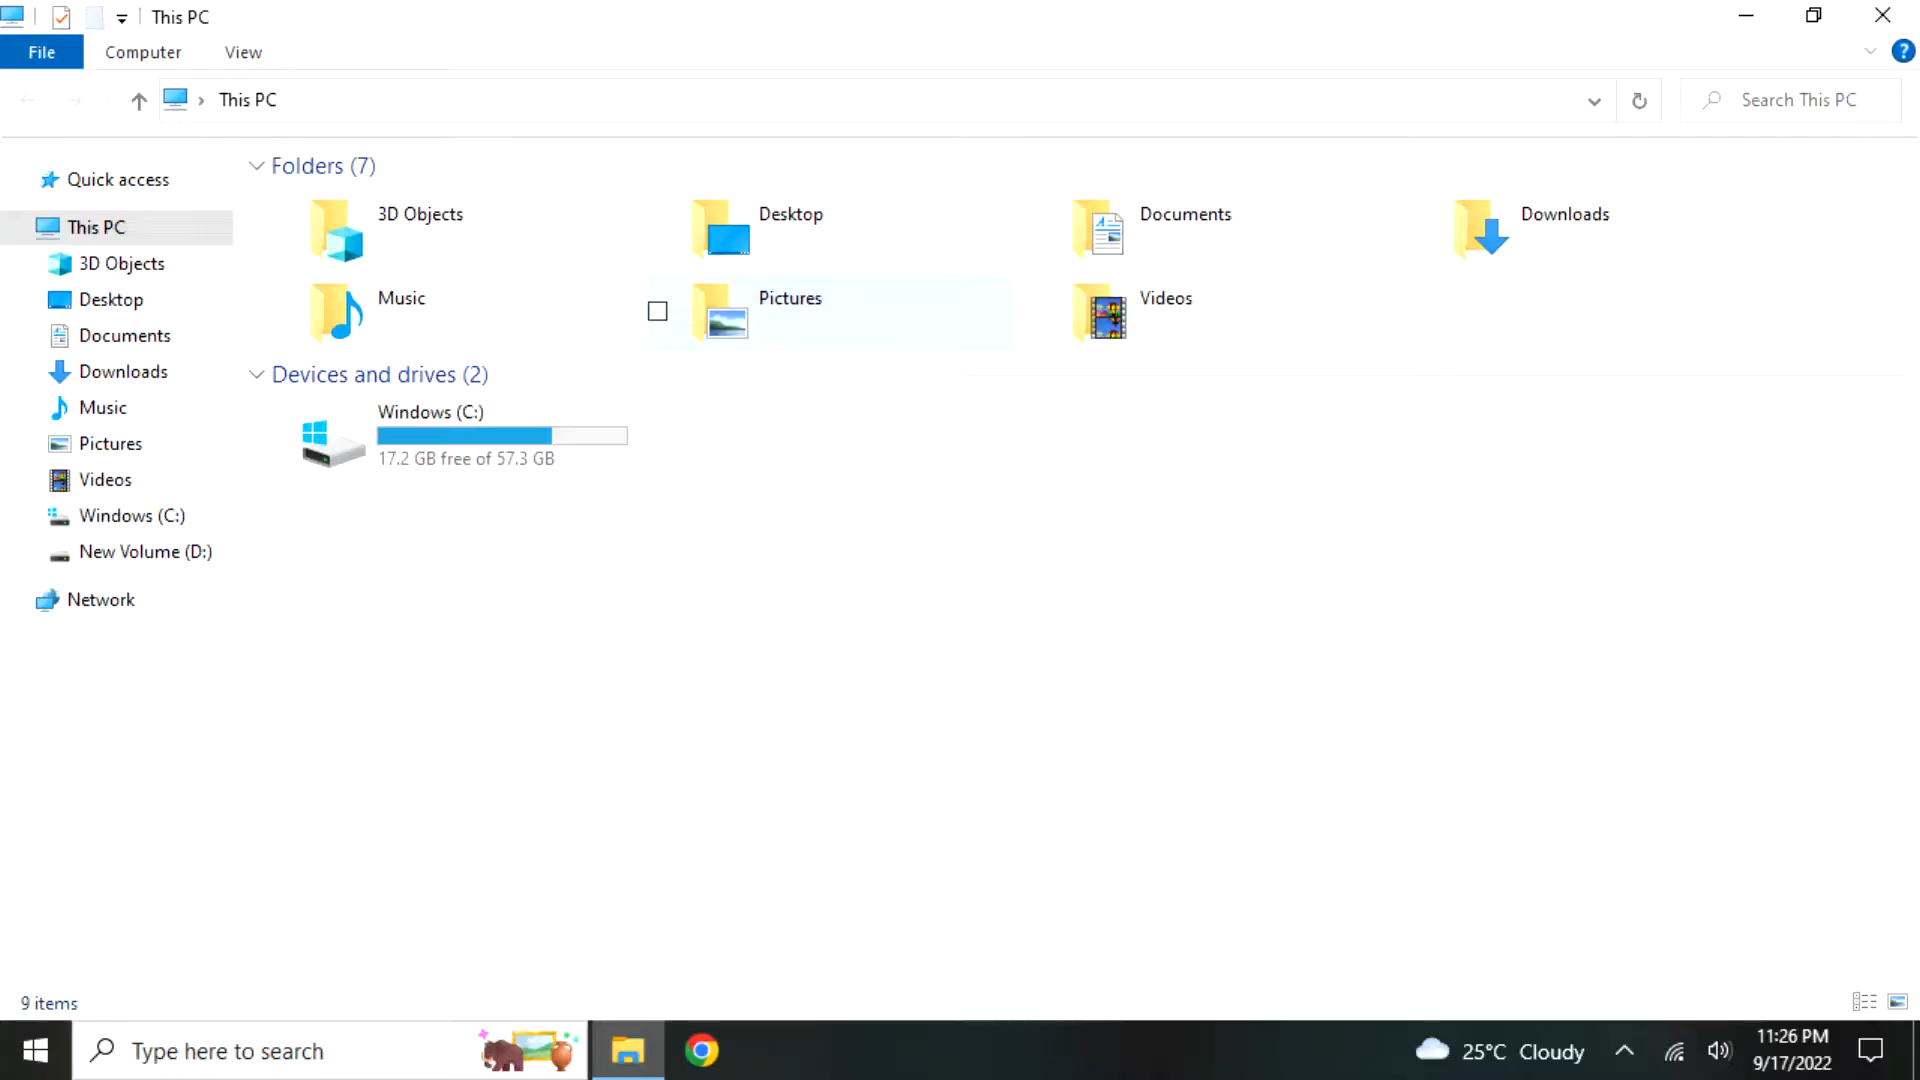 This PC
File Computer View
This PC
Search This PC
Quick access
This PC
3D Objects
Desktop
Documents
Downloads
Music
Pictures
Videos
Windows (C:)
New Volume (D:)
Network
Folders (7)
3D Objects
Desktop
Documents
Downloads
Music
Pictures
Videos
Devices and drives (2)
Windows (C:)
17.2 GB free of 57.3 GB
9 items
Type here to search
25°C Cloudy
11:26 PM
9/17/2022